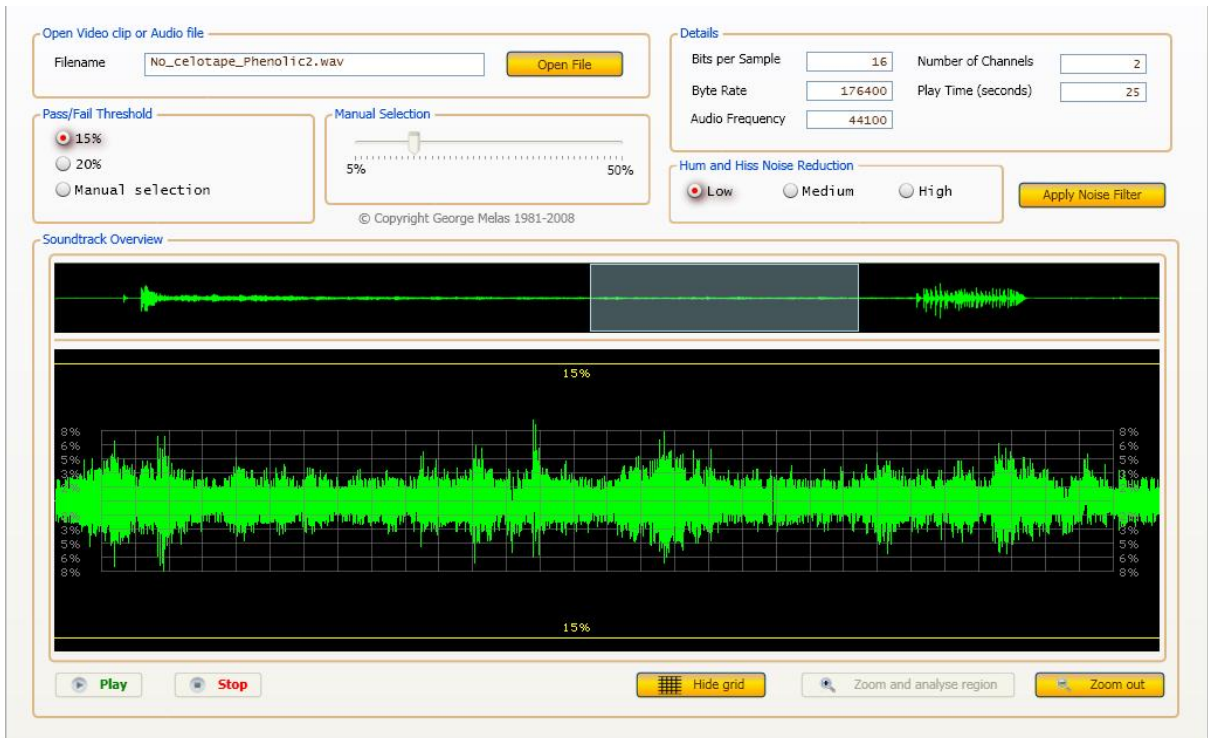 Open Video clip or Audio file
Filename
No_celotape_Phenolic2.wav
Open File
Details
Bits per Sample
16
Number of Channels
2
Byte Rate
176400
Play Time (seconds)
25
Audio Frequency
44100
Pass/Fail Threshold
15%
20%
Manual selection
Manual Selection
5%
50%
© Copyright George Melas 1981-2008
Hum and Hiss Noise Reduction
Low
Medium
High
Apply Noise Filter
Soundtrack Overview
15%
8%
6%
5%
3%
8%
6%
5%
3%
3%
5%
6%
8%
3%
5%
6%
8%
15%
Play
Stop
Hide grid
Zoom and analyse region
Zoom out